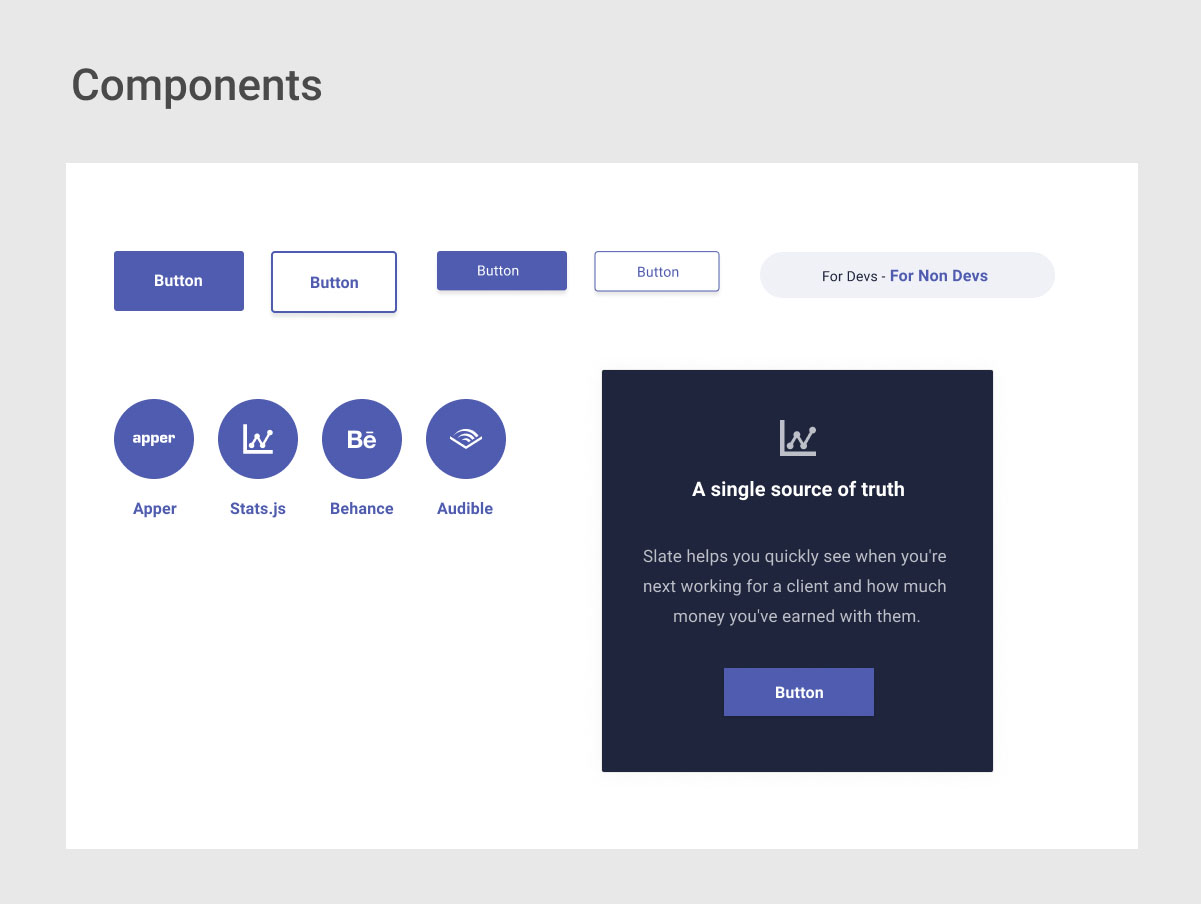 Components
Button
Button
Button
Button
For Devs - For Non Devs
apper
Bē
Apper
Stats.js
Behance
Audible
A single source of truth
Slate helps you quickly see when you're
next working for a client and how much
money you've earned with them.
Button